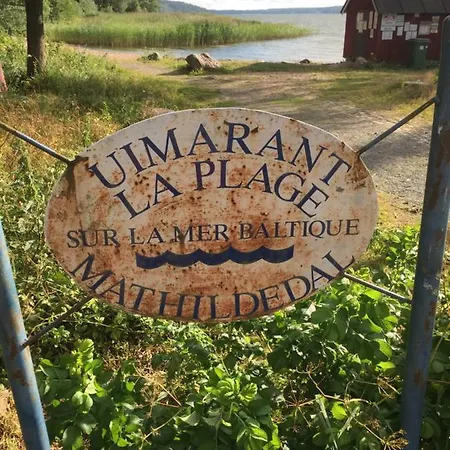 UIMARANT
LA PLAGE
SUR LA MER BALTIQUE
MATHILDEDAL